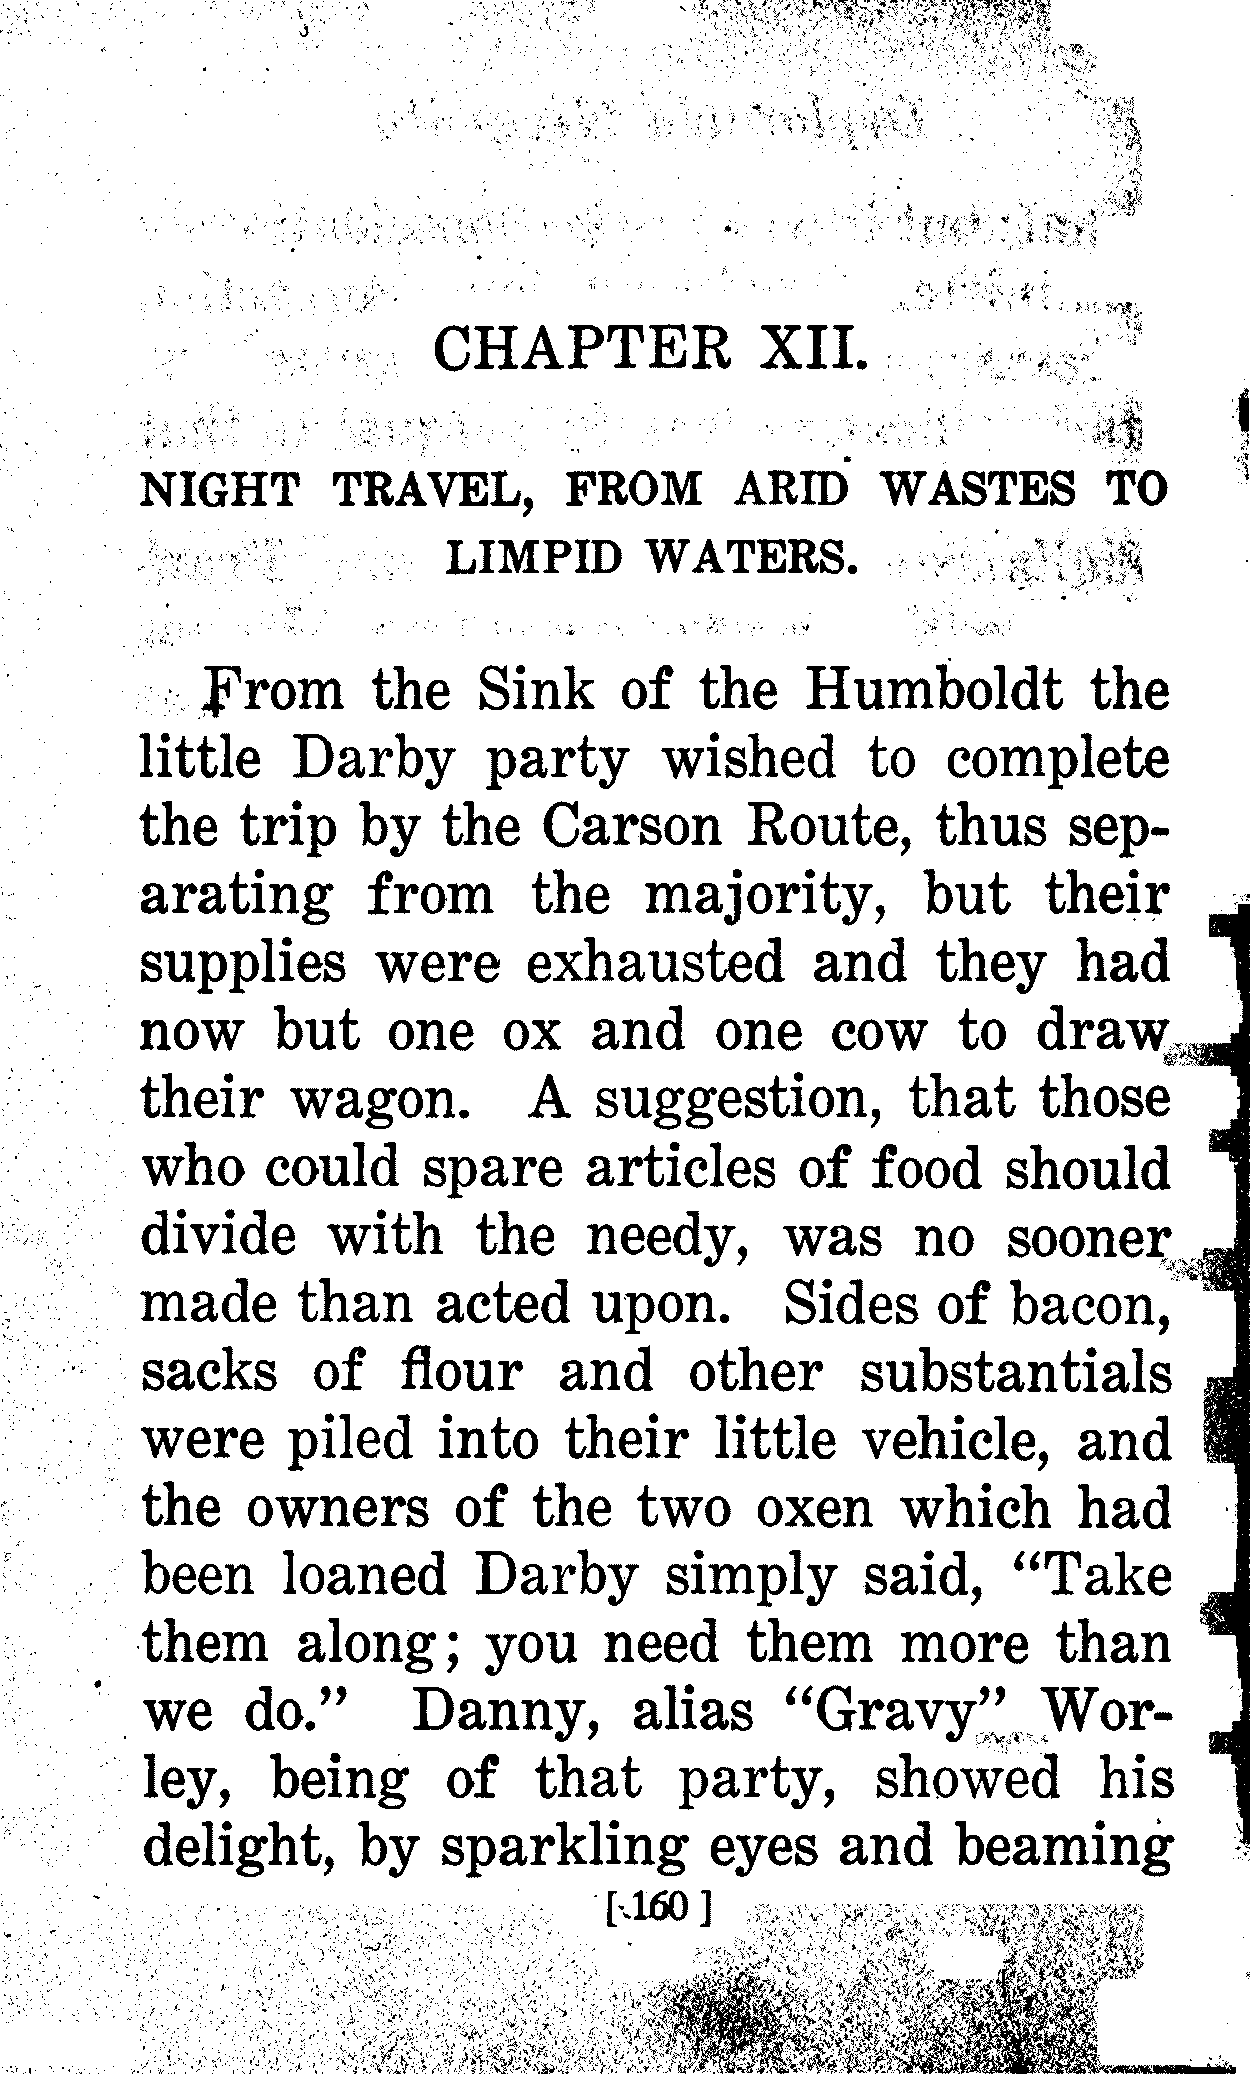 CHAPTER XII.
NIGHT TRAVEL, FROM ARID WASTES TO
LIMPID WATERS.
From the Sink of the Humboldt the
little Darby party wished to complete
the trip by the Carson Route, thus sep-
arating from the majority, but their
supplies were exhausted and they had
now but one ox and one cow to draw
their wagon. A suggestion, that those
who could spare articles of food should
divide with the needy, was no sooner
made than acted upon. Sides of bacon,
sacks of flour and other substantials
were piled into their little vehicle, and
the owners of the two oxen which had
been loaned Darby simply said, “Take
them along; you need them more than
we do.” Danny, alias “Gravy” Wor-
ley, being of that party, showed his
delight, by sparkling eyes and beaming
[ 160 ]